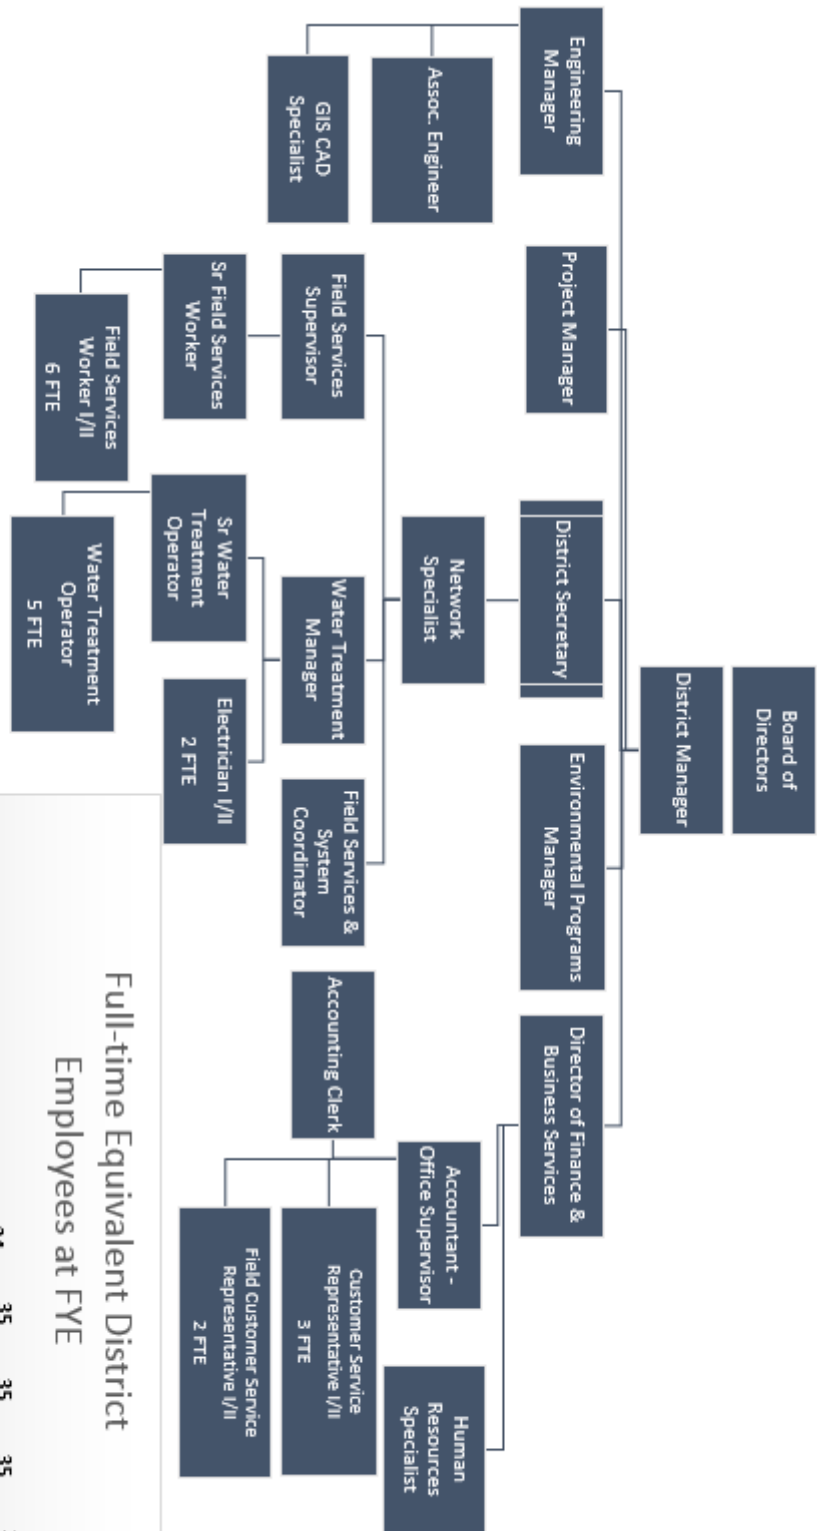 Board of
Directors
District Manager
Engineering
Manager
Project Manager
District Secretary
Environmental Programs
Manager
Director of Finance &
Business Services
Assoc. Engineer
GIS CAD
Specialist
Network
Specialist
Accountant -
Office Supervisor
Human
Resources
Specialist
Field Services
Supervisor
Water Treatment
Manager
Field Services &
System
Coordinator
Accounting Clerk
Customer Service
Representative I/II
3 FTE
Sr Field Services
Worker
Sr Water
Treatment
Operator
Electrician I/II
2 FTE
Field Customer Service
Representative I/II
2 FTE
Field Services
Worker I/II
6 FTE
Water Treatment
Operator
5 FTE
Full-time Equivalent District
Employees at FYE
35 35 35